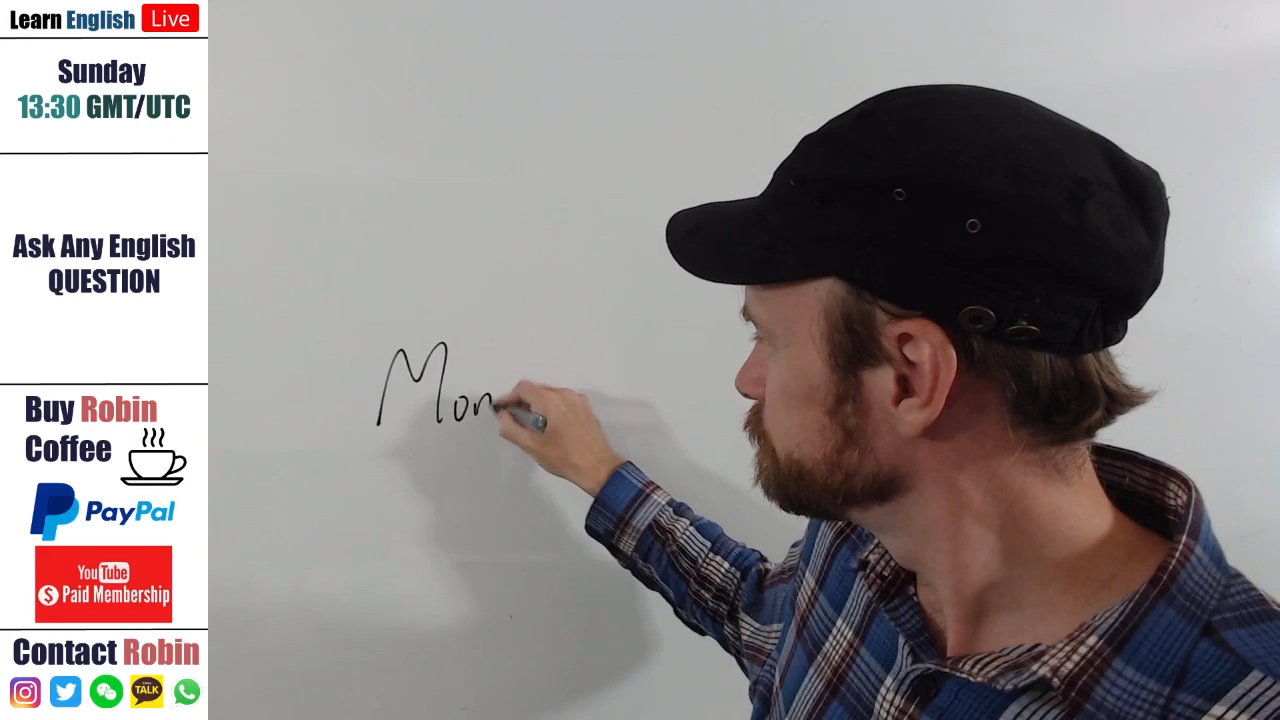 Learn English Live
Sunday
13:30 GMT/UTC
Ask Any English
QUESTION
Buy Robin
Coffee
PayPal
YouTube
$ Paid Membership
Contact Robin
TALK
Mon